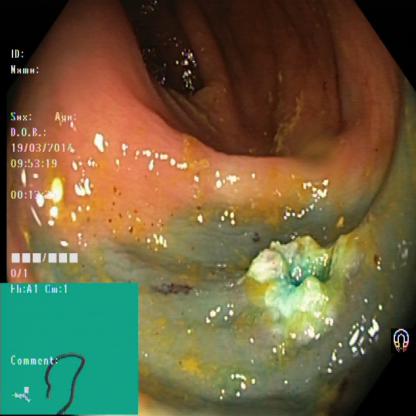 ID:
Name:
Sex: Age:
D.O.B.:
19/03/2014
09:53:19
0/1
Eh:A1 Cm:1
Comment: